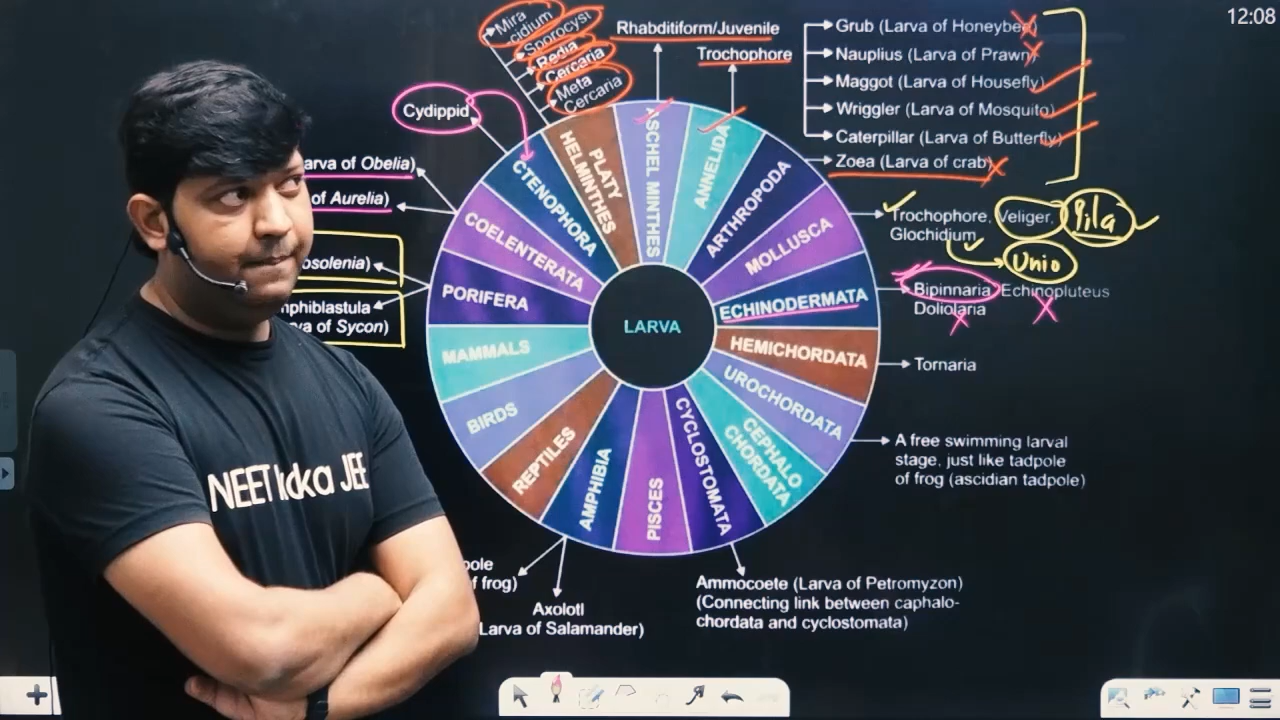 12:08
Mira
cidium
Sporocyst
Redia
Cercaria
Meta
Cercaria
Rhabditiform/Juvenile
Trochophore
Grub (Larva of Honeybee)
Nauplius (Larva of Prawn)
Maggot (Larva of Housefly)
Wriggler (Larva of Mosquito)
Caterpillar (Larva of Butterfly)
Zoea (Larva of crab)
Cydippid
arva of Obelia)
of Aurelia)
osolenia)
mphiblastula
va of Sycon)
Trochophore, Veliger, Pila
Glochidium
Unio
Bipinnaria Echinopluteus
Doliolaria
Tornaria
A free swimming larval
stage, just like tadpole
of frog (ascidian tadpole)
LARVA
PORIFERA
COELENTERATA
CTENOPHORA
PLATY
HELMINTHES
ASCHEL MINTHES
ANNELIDA
ARTHROPODA
MOLLUSCA
ECHINODERMATA
HEMICHORDATA
UROCHORDATA
CEPHALO
CHORDATA
CYCLOSTOMATA
PISCES
AMPHIBIA
REPTILES
BIRDS
MAMMALS
pole
f frog)
Axolotl
Larva of Salamander)
Ammocoete (Larva of Petromyzon)
(Connecting link between caphalo-
chordata and cyclostomata)
NEET kaka JEE